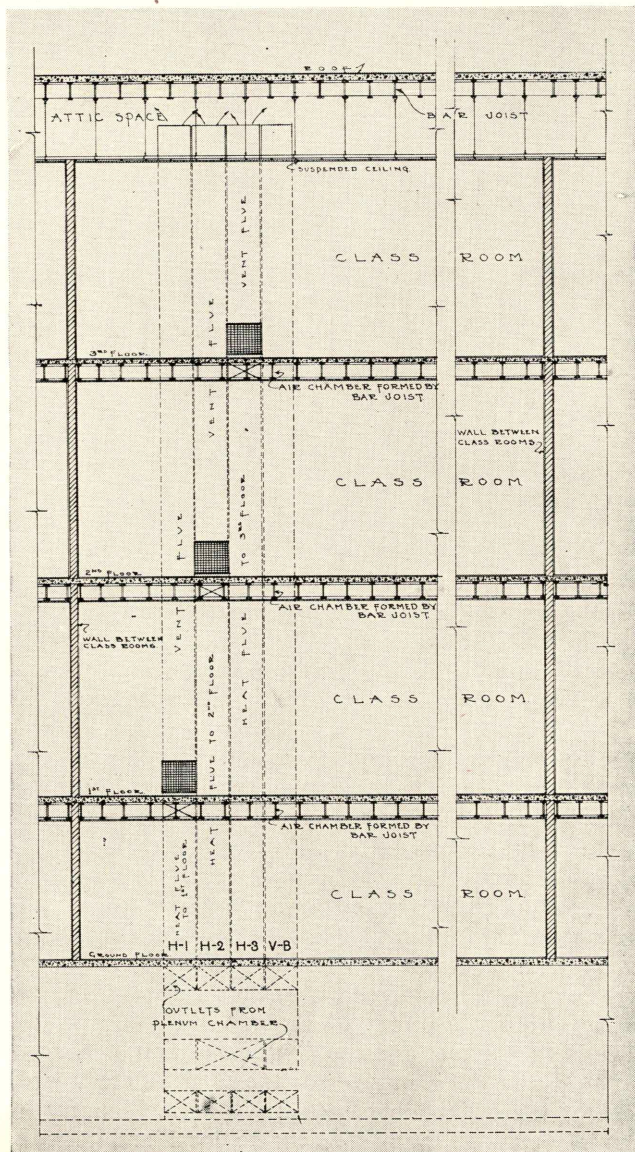 ROOF
ATTIC SPACE
BAR JOIST
SUSPENDED CEILING
VENT FLUE
CLASS ROOM
VENT FLUE
3RD FLOOR
AIR CHAMBER FORMED BY
BAR JOIST
WALL BETWEEN
CLASS ROOMS
CLASS ROOM
VENT FLUE
HEAT FLUE TO 3RD FLOOR
2ND FLOOR
AIR CHAMBER FORMED BY
BAR JOIST
WALL BETWEEN
CLASS ROOMS
HEAT FLUE TO 2ND FLOOR
CLASS ROOM
1ST FLOOR
AIR CHAMBER FORMED BY
BAR JOIST
HEAT FLUE
TO 1ST FLOOR
CLASS ROOM
H-1 H-2 H-3 V-B
GROUND FLOOR
OUTLETS FROM
PLENUM CHAMBER